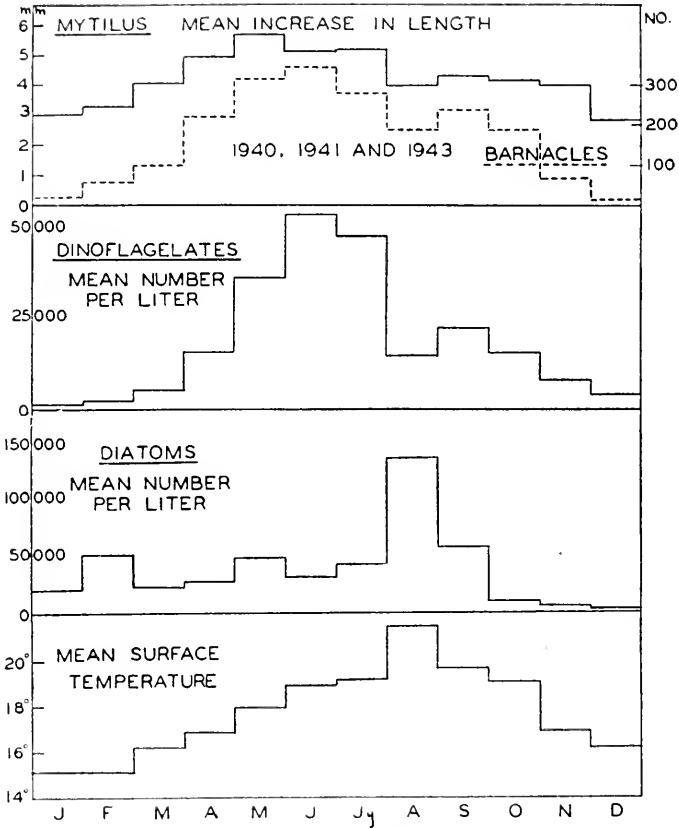 mm MYTILUS MEAN INCREASE IN LENGTH NO.
6
5
4
3
2
1
0
300
200
100
1940, 1941 AND 1943 BARNACLES
50000
25000
0
DINOFLAGELATES
MEAN NUMBER
PER LITER
150000
100000
50000
0
DIATOMS
MEAN NUMBER
PER LITER
20°
18°
16°
14°
MEAN SURFACE
TEMPERATURE
J F M A M J Jy A S O N D